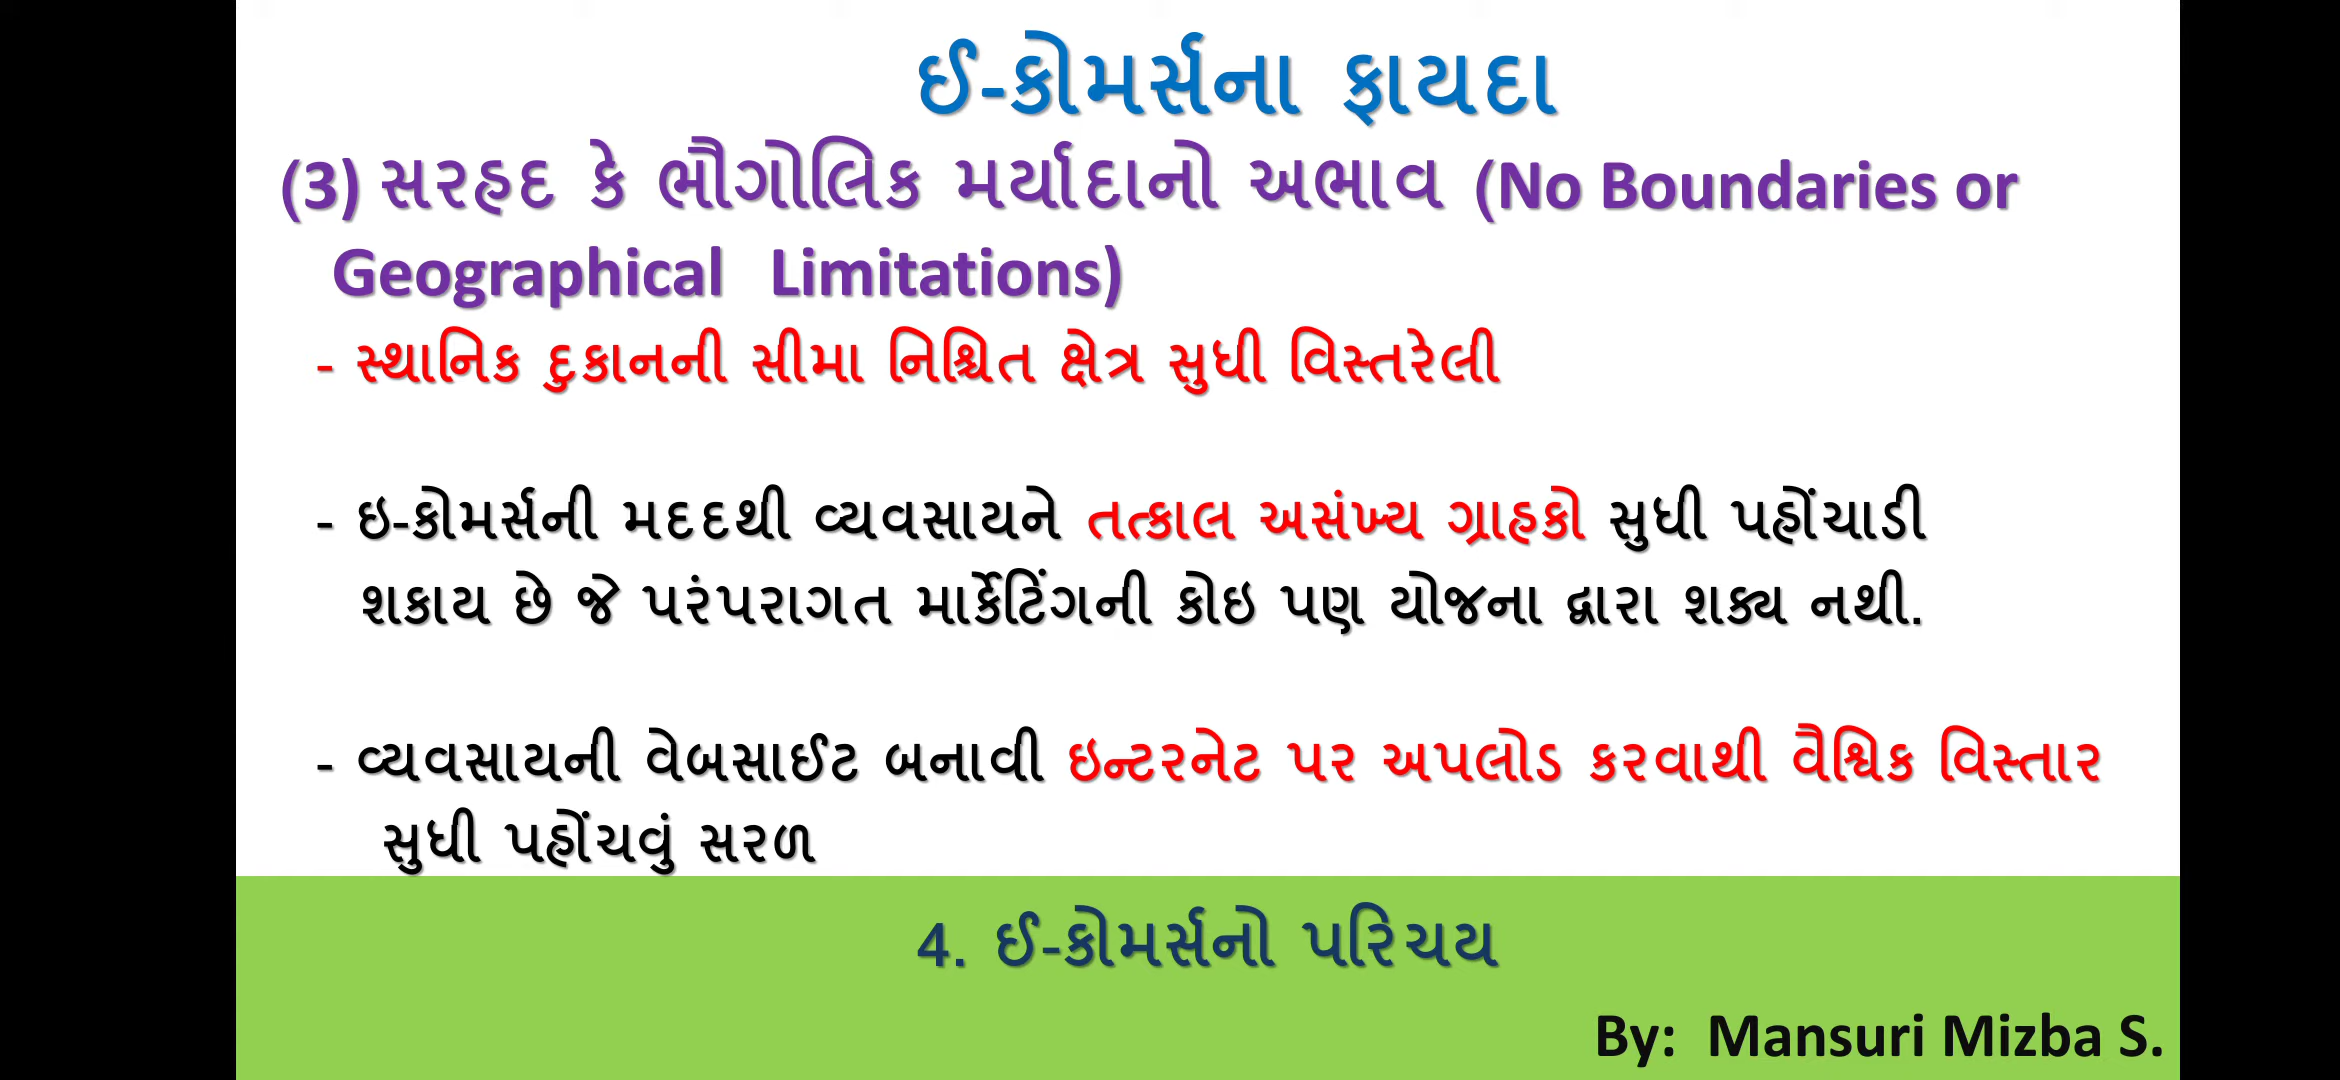 ઈ-કોમર્સના ફાયદા
(3) સરહદ કે ભૌગોલિક મર્યાદાનો અભાવ (No Boundaries or
Geographical Limitations)
- સ્થાનિક દુકાનની સીમા નિશ્ચિત ક્ષેત્ર સુધી વિસ્તરેલી
- ઇ-કોમર્સની મદદથી વ્યવસાયને તત્કાલ અસંખ્ય ગ્રાહકો સુધી પહોંચાડી
શકાય છે જે પરંપરાગત માર્કેટિંગની કોઇ પણ યોજના દ્વારા શક્ય નથી.
- વ્યવસાયની વેબસાઈટ બનાવી ઇન્ટરનેટ પર અપલોડ કરવાથી વૈશ્વિક વિસ્તાર
સુધી પહોંચવું સરળ
4. ઈ-કોમર્સનો પરિચય
By: Mansuri Mizba S.